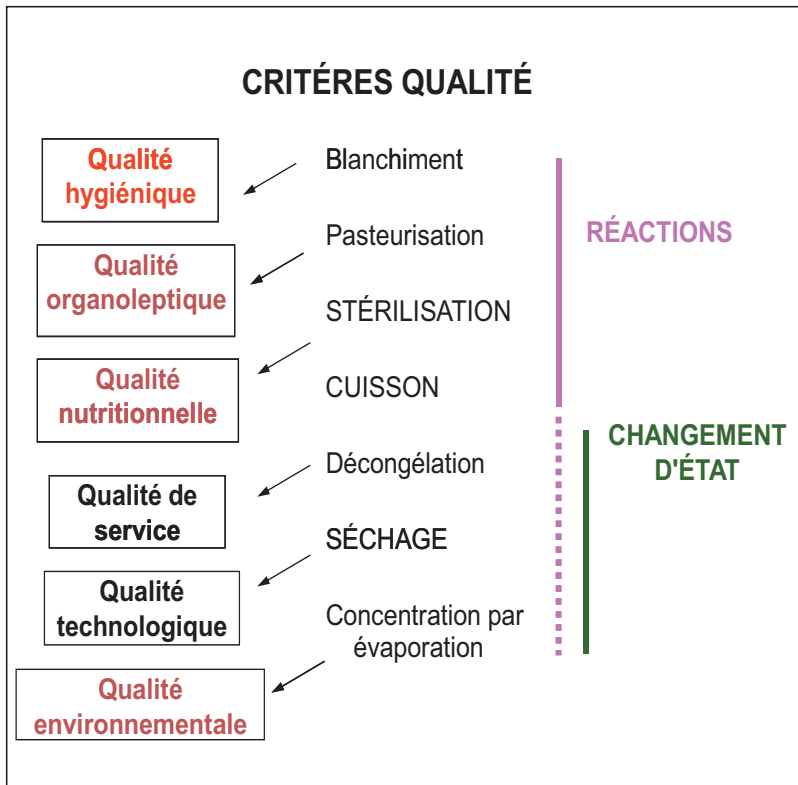 CRITÉRES QUALITÉ
Qualité
hygiénique
Qualité
organoleptique
Qualité
nutritionnelle
Qualité de
service
Qualité
technologique
Qualité
environnementale
Blanchiment
Pasteurisation
STÉRILISATION
CUISSON
Décongélation
SÉCHAGE
Concentration par
évaporation
RÉACTIONS
CHANGEMENT
D'ÉTAT